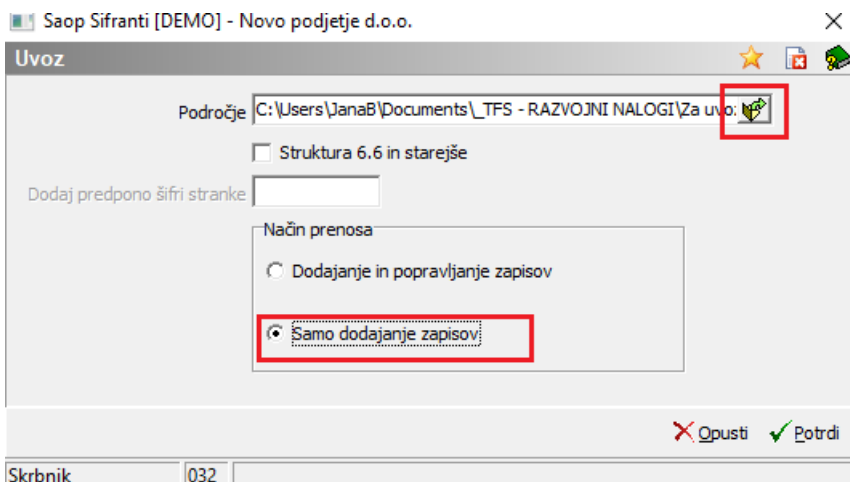 Saop Sifranti [DEMO] - Novo podjetje d.o.o.
Uvoz
Področje C:\Users\JanaB\Documents\_TFS - RAZVOJNI NALOGI\Za uvo:
Struktura 6.6 in starejše
Dodaj predpono šifri stranke
Način prenosa
Dodajanje in popravljanje zapisov
Samo dodajanje zapisov
Opusti Potrdi
Skrbnik 032